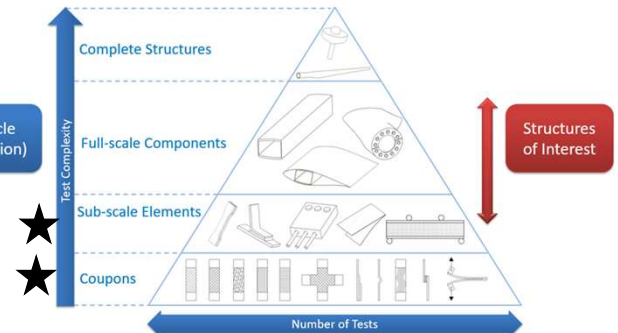 Complete Structures
cle
ion)
Test Complexity
Full-scale Components
Structures
of Interest
Sub-scale Elements
Coupons
Number of Tests